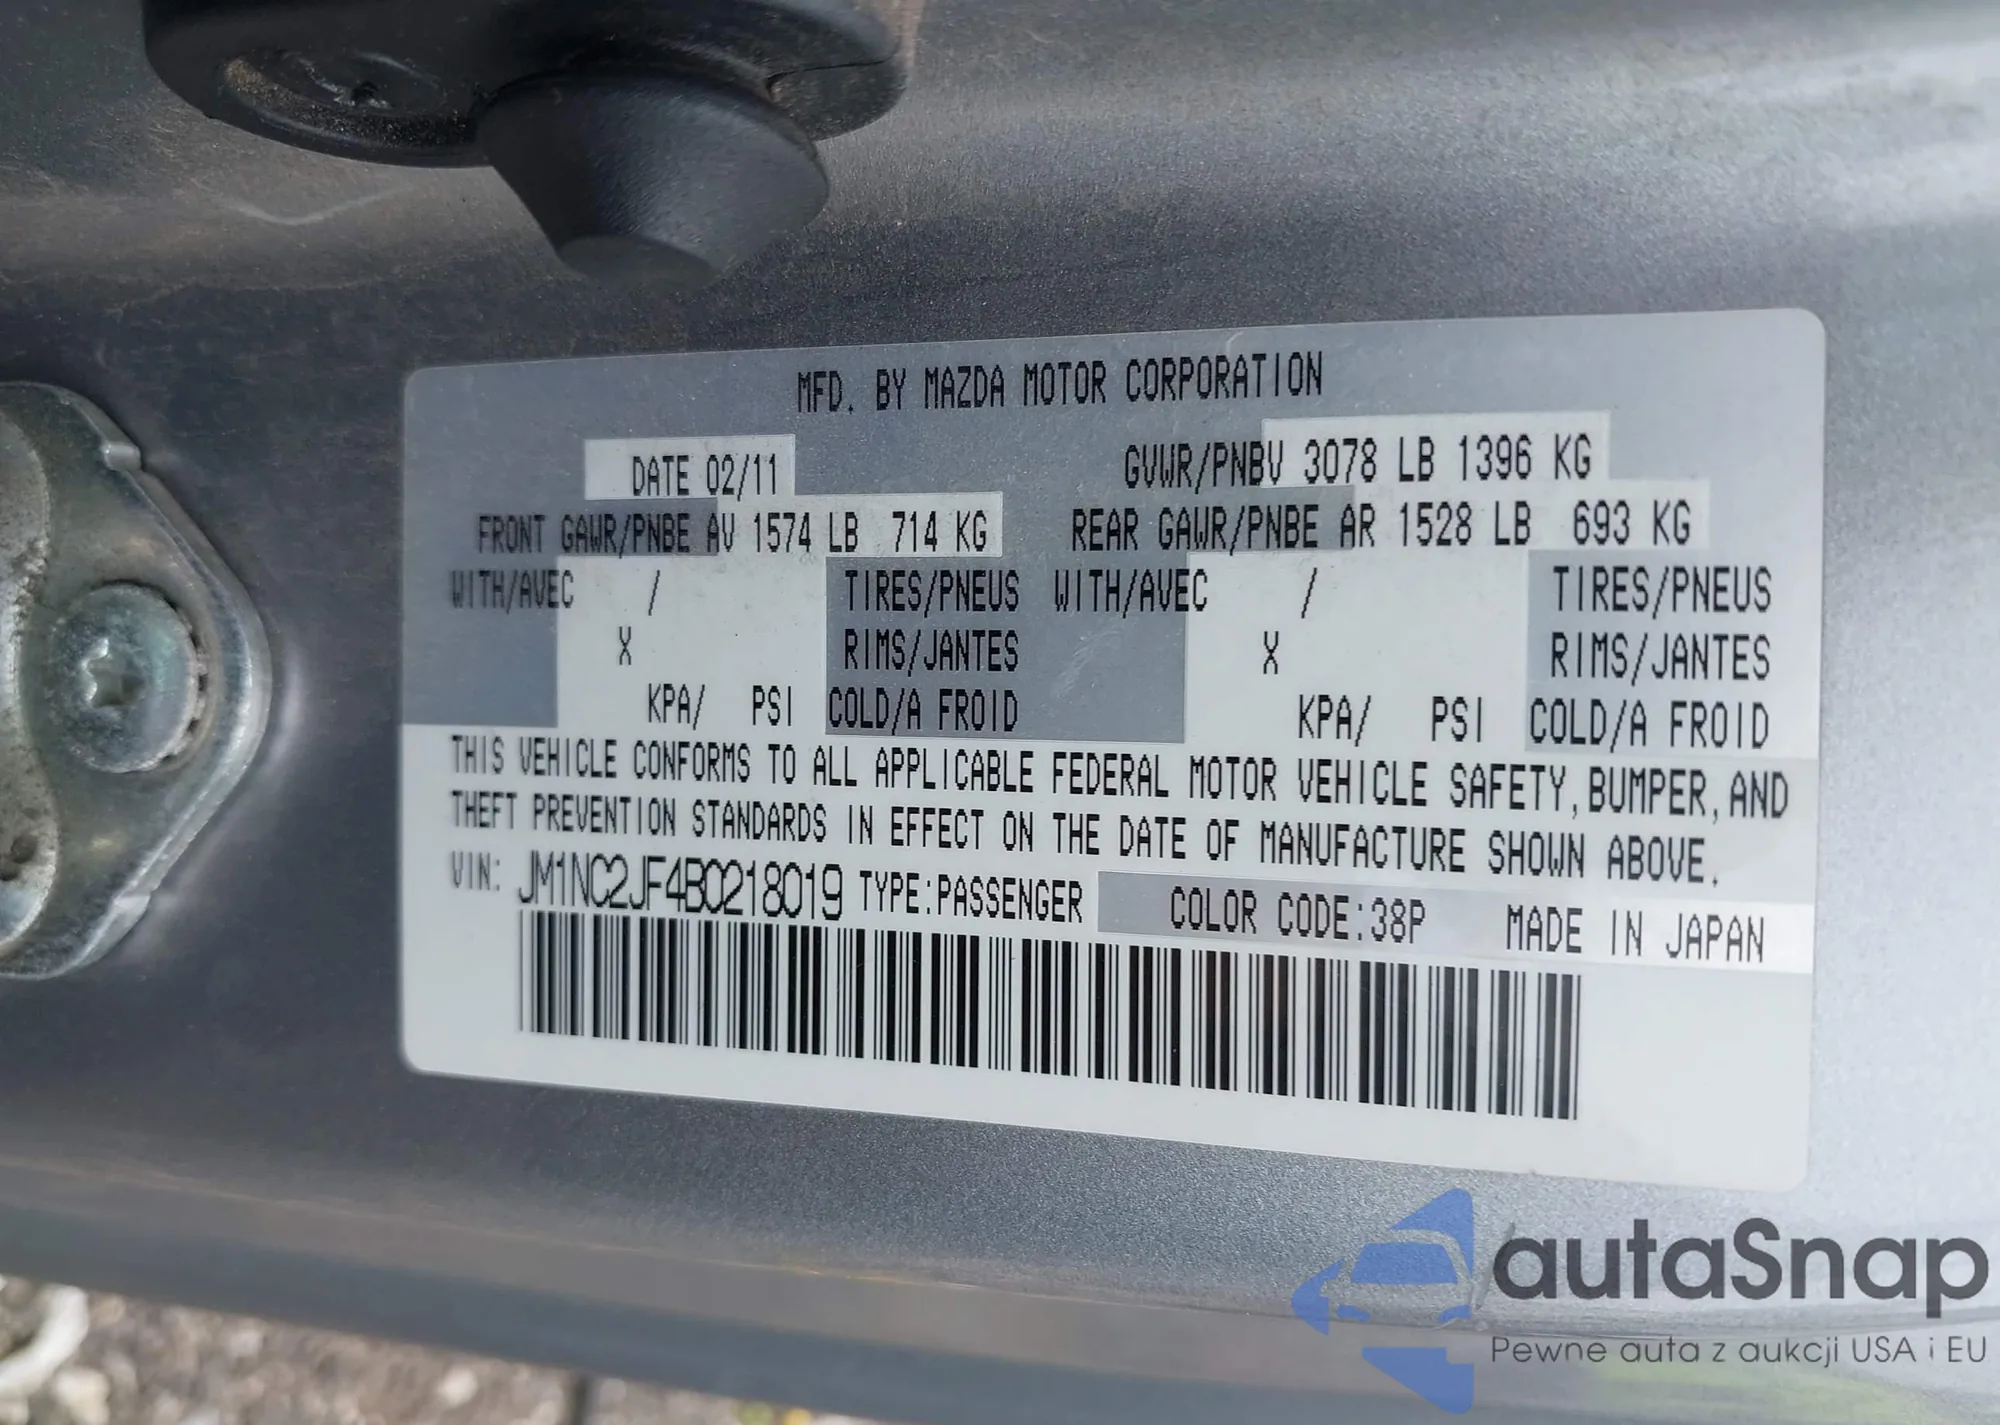 MFD. BY MAZDA MOTOR CORPORATION
DATE 02/11 GVWR/PNBV 3078 LB 1396 KG
FRONT GAWR/PNBE AV 1574 LB 714 KG REAR GAWR/PNBE AR 1528 LB 693 KG
WITH/AVEC / TIRES/PNEUS WITH/AVEC / TIRES/PNEUS
X RIMS/JANTES X RIMS/JANTES
KPA/ PSI COLD/A FROID KPA/ PSI COLD/A FROID
THIS VEHICLE CONFORMS TO ALL APPLICABLE FEDERAL MOTOR VEHICLE SAFETY, BUMPER, AND
THEFT PREVENTION STANDARDS IN EFFECT ON THE DATE OF MANUFACTURE SHOWN ABOVE.
VIN: JM1NC2JF4B0218019 TYPE:PASSENGER COLOR CODE:38P MADE IN JAPAN
autaSnap
Pewne auta z aukcji USA i EU